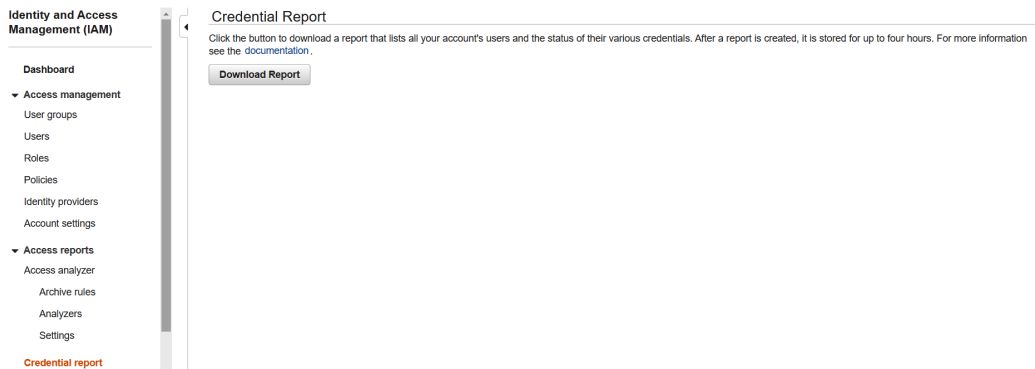 Identity and Access
Management (IAM)
Dashboard
Access management
User groups
Users
Roles
Policies
Identity providers
Account settings
Access reports
Access analyzer
Archive rules
Analyzers
Settings
Credential report
Credential Report
Click the button to download a report that lists all your account's users and the status of their various credentials. After a report is created, it is stored for up to four hours. For more information
see the documentation.
Download Report